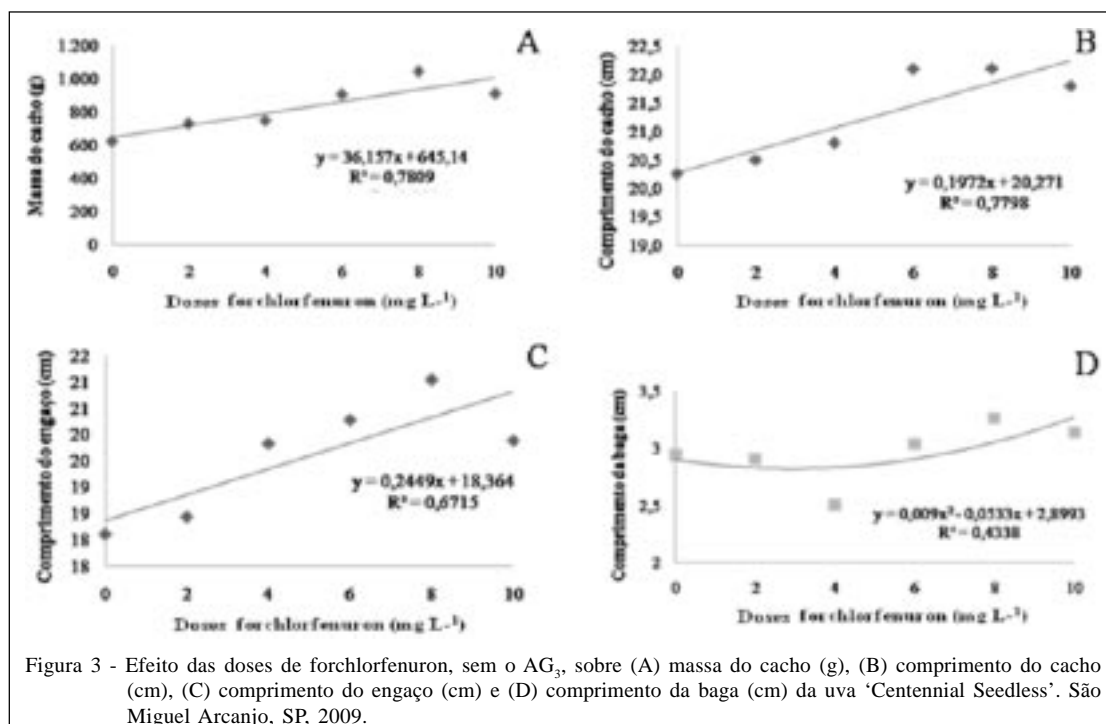 A
Massa do cacho (g)
1.200
1.000
800
600
400
200
0
y = 36,157x + 645,14
R² = 0,7809
0 2 4 6 8 10
Doses forchlorfenuron (mg L-1)
B
Comprimento do cacho (cm)
22,5
22,0
21,5
21,0
20,5
20,0
19,5
19,0
y = 0,1972x + 20,271
R² = 0,7798
0 2 4 6 8 10
Doses forchlorfenuron (mg L-1)
C
Comprimento do engaço (cm)
22
21
21
20
20
19
19
18
18
y = 0,2449x + 18,364
R² = 0,6715
0 2 4 6 8 10
Doses forchlorfenuron (mg L-1)
D
Comprimento da baga (cm)
3,5
3
2,5
2
y = 0,009x² - 0,0533x + 2,8993
R² = 0,4338
0 2 4 6 8 10
Doses forchlorfenuron (mg L-1)
Figura 3 - Efeito das doses de forchlorfenuron, sem o AG3, sobre (A) massa do cacho (g), (B) comprimento do cacho
(cm), (C) comprimento do engaço (cm) e (D) comprimento da baga (cm) da uva ‘Centennial Seedless’. São
Miguel Arcanjo, SP, 2009.